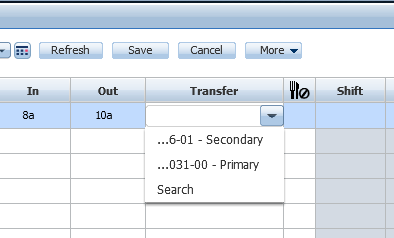 Refresh Save Cancel More
In Out Transfer Shift
8a 10a
...6-01 - Secondary
...031-00 - Primary
Search